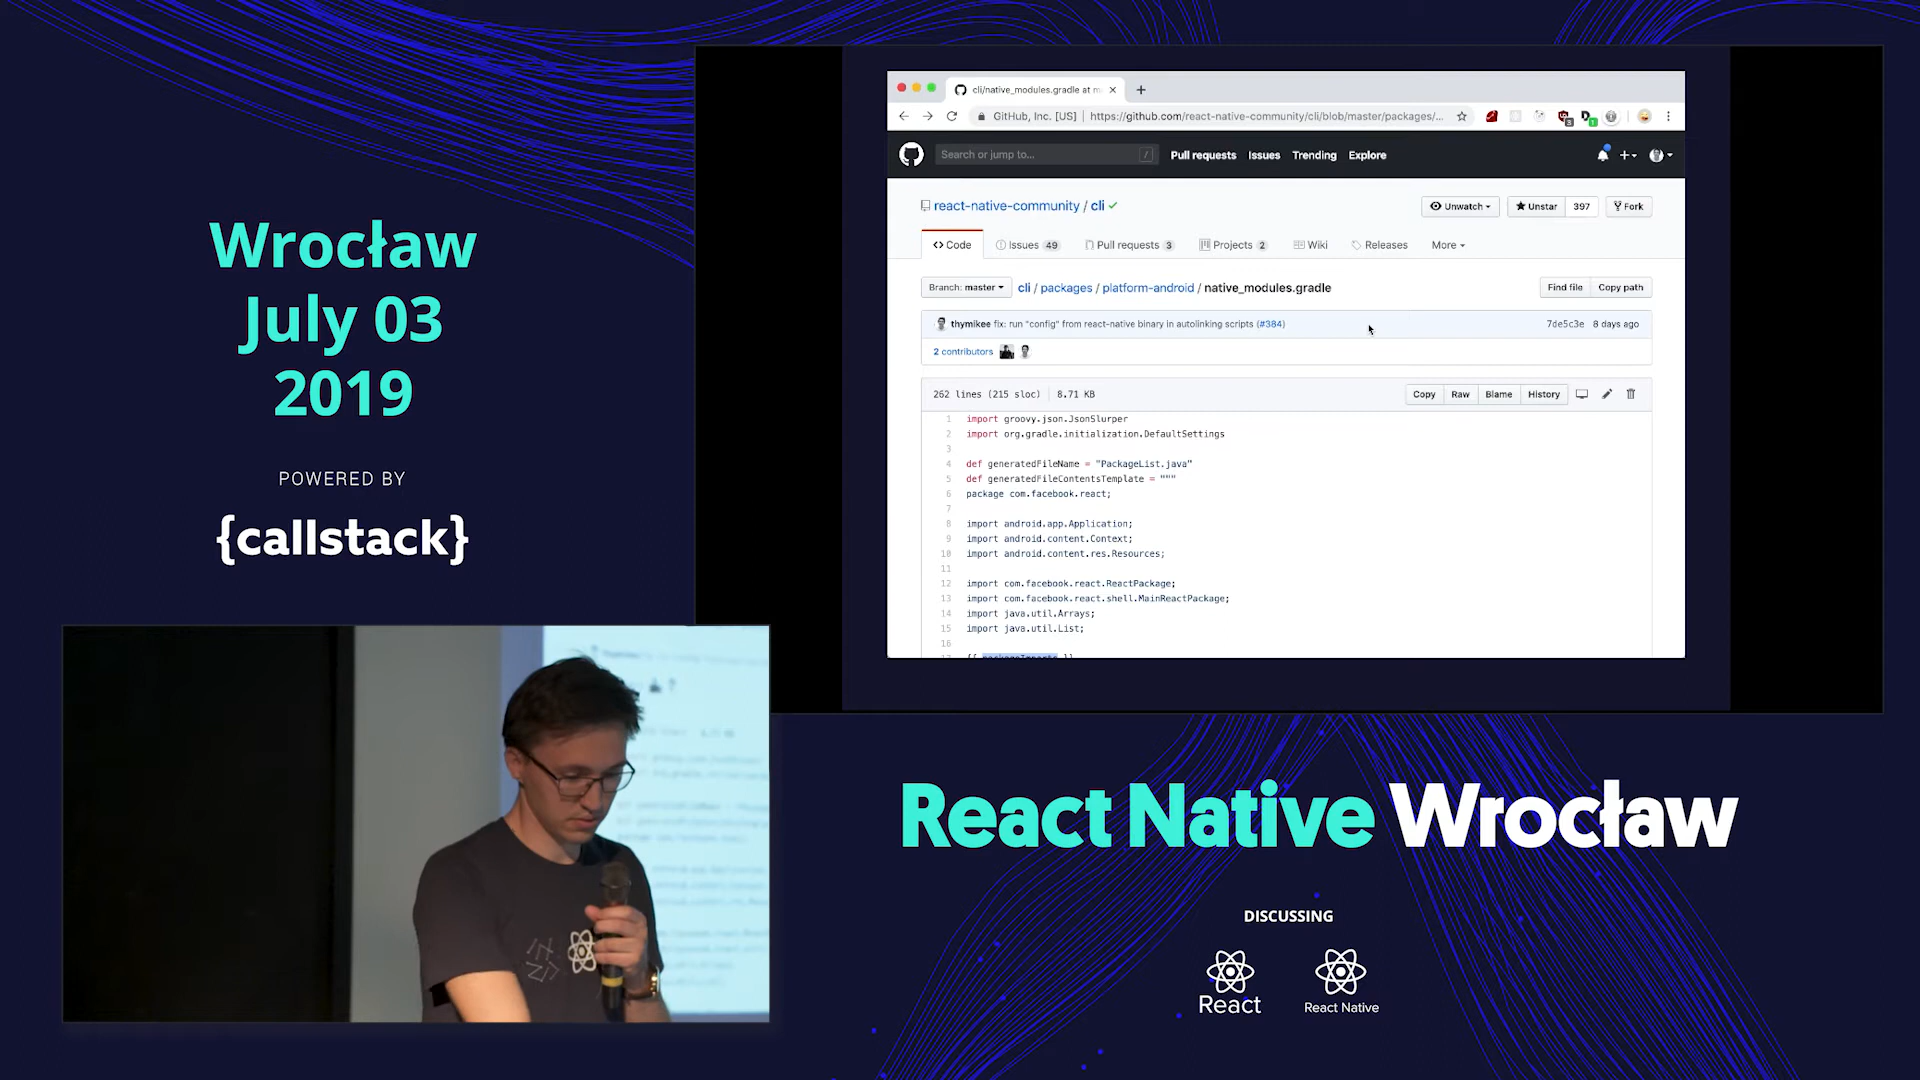 Wrocław
July 03
2019
POWERED BY
{callstack}
cli/native_modules.gradle at m
GitHub, Inc. [US] | https://github.com/react-native-community/cli/blob/master/packages/...
Search or jump to... /
Pull requests Issues Trending Explore
react-native-community / cli
Unwatch Unstar 397 Fork
Code Issues 49 Pull requests 3 Projects 2 Wiki Releases More
Branch: master cli / packages / platform-android / native_modules.gradle Find file Copy path
thymikee fix: run "config" from react-native binary in autolinking scripts (#384) 7de5c3e 8 days ago
2 contributors
262 lines (215 sloc) 8.71 KB Copy Raw Blame History
1 import groovy.json.JsonSlurper
2 import org.gradle.initialization.DefaultSettings
3
4 def generatedFileName = "PackageList.java"
5 def generatedFileContentsTemplate = """
6 package com.facebook.react;
7
8 import android.app.Application;
9 import android.content.Context;
10 import android.content.res.Resources;
11
12 import com.facebook.react.ReactPackage;
13 import com.facebook.react.shell.MainReactPackage;
14 import java.util.Arrays;
15 import java.util.List;
16
React Native Wrocław
DISCUSSING
React
React Native